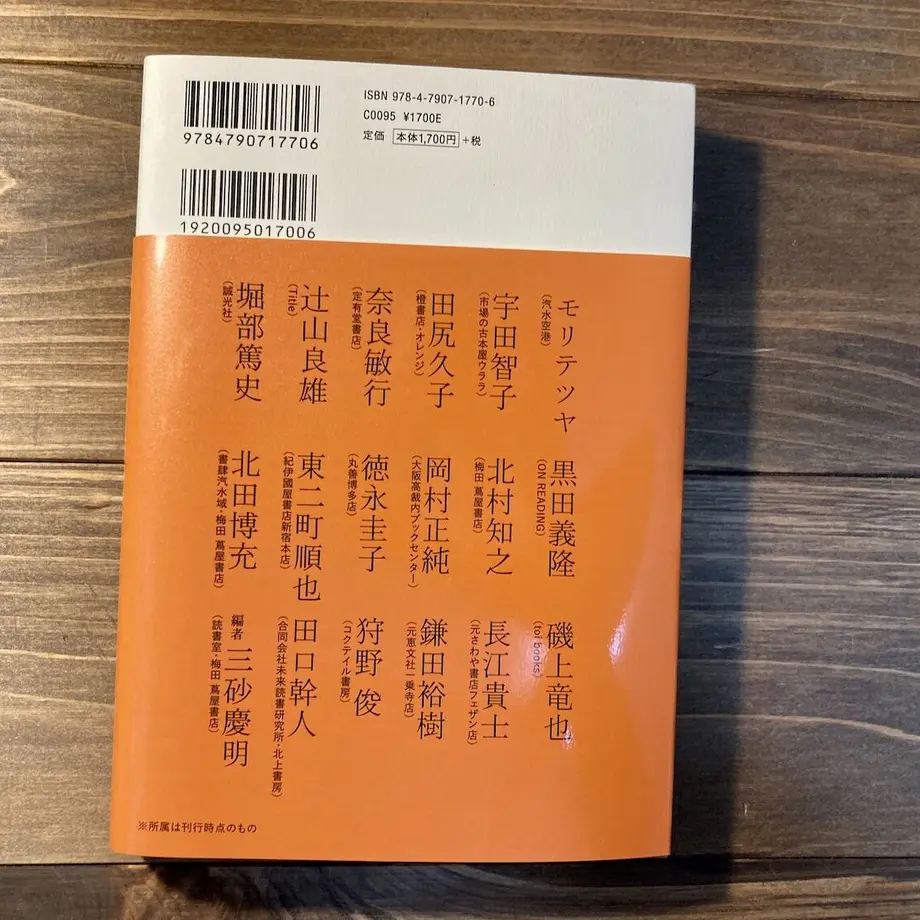 ISBN 978-4-7907-1770-6
C0095 ¥1700E
定価 本体1,700円+税
9784790717706
1920095017006
モリテツヤ
(汽水空港)
宇田智子
(市場の古本屋ウララ)
田尻久子
(橙書店・オレンジ)
奈良敏行
(定有堂書店)
辻山良雄
(Title)
堀部篤史
(誠光社)
黒田義隆
(ON READING)
北村知之
(梅田 蔦屋書店)
岡村正純
(大阪高裁内ブックセンター)
徳永圭子
(丸善博多店)
東二町順也
(紀伊國屋書店新宿本店)
北田博充
(書肆汽水域・梅田 蔦屋書店)
磯上竜也
(toi books)
長江貴士
(元さわや書店フェザン店)
鎌田裕樹
(元恵文社一乗寺店)
狩野俊
(コクテイル書房)
田口幹人
(合同会社未来読書研究所・北上書房)
編者 三砂慶明
(読書室・梅田 蔦屋書店)
※所属は刊行時点のもの